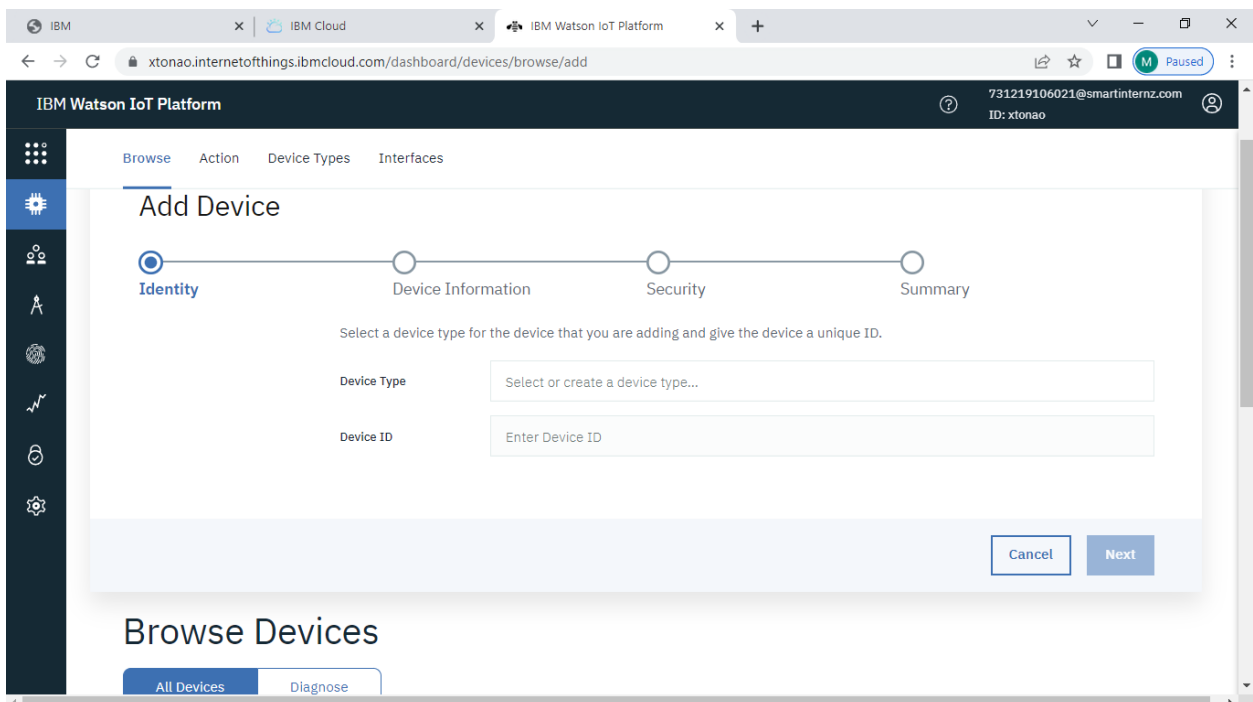 IBM
IBM Cloud
IBM Watson IoT Platform
xtonao.internetofthings.ibmcloud.com/dashboard/devices/browse/add
M Paused
IBM Watson IoT Platform
731219106021@smartinternz.com
ID: xtonao
Browse Action Device Types Interfaces
Add Device
Identity Device Information Security Summary
Select a device type for the device that you are adding and give the device a unique ID.
Device Type Select or create a device type...
Device ID Enter Device ID
Cancel Next
Browse Devices
All Devices Diagnose